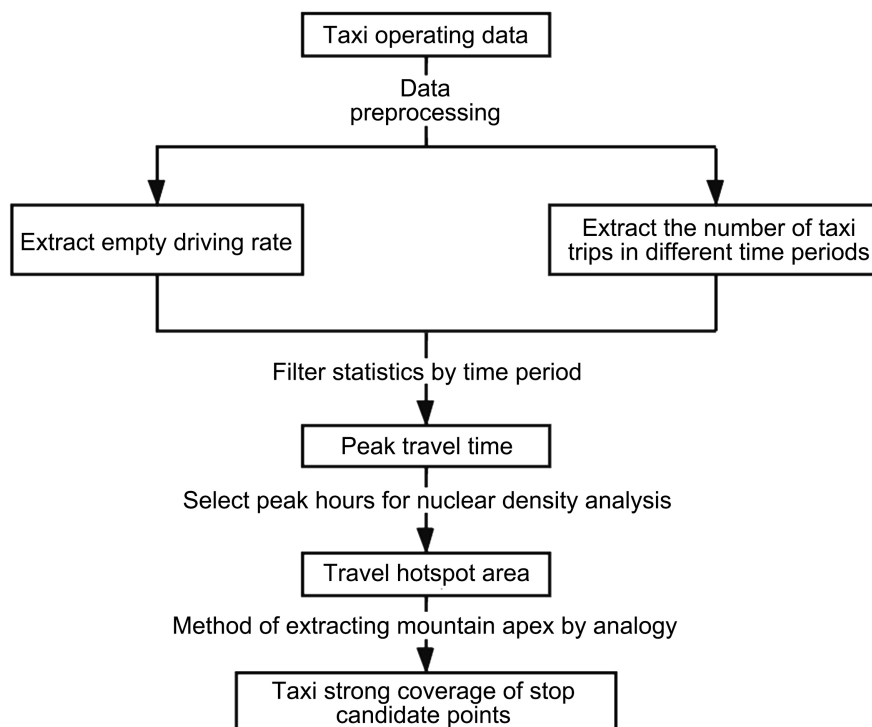 Taxi operating data
Data
preprocessing
Extract empty driving rate
Extract the number of taxi
trips in different time periods
Filter statistics by time period
Peak travel time
Select peak hours for nuclear density analysis
Travel hotspot area
Method of extracting mountain apex by analogy
Taxi strong coverage of stop
candidate points